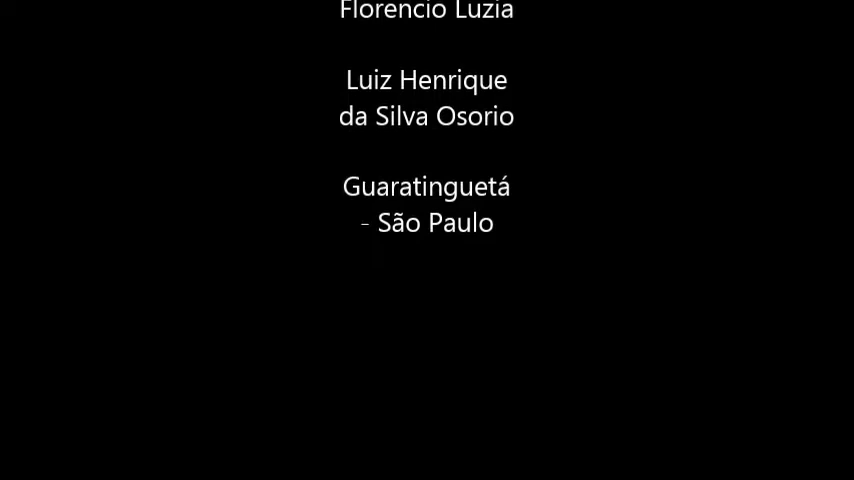 Florencio Luzia
Luiz Henrique
da Silva Osorio
Guaratinguetá
- São Paulo